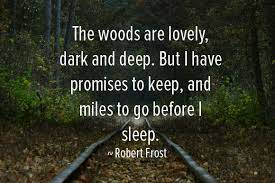 The woods are lovely,
dark and deep. But I have
promises to keep, and
miles to go before I
sleep.
~ Robert Frost